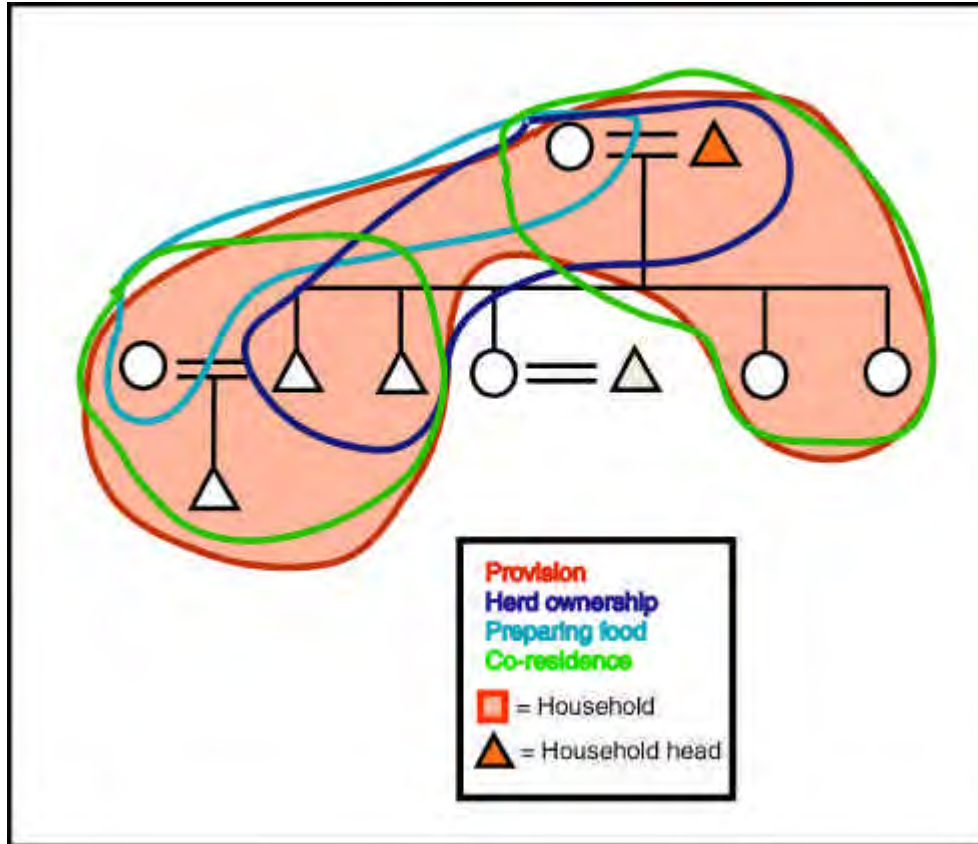 Provision
Herd ownership
Preparing food
Co-residence
= Household
= Household head